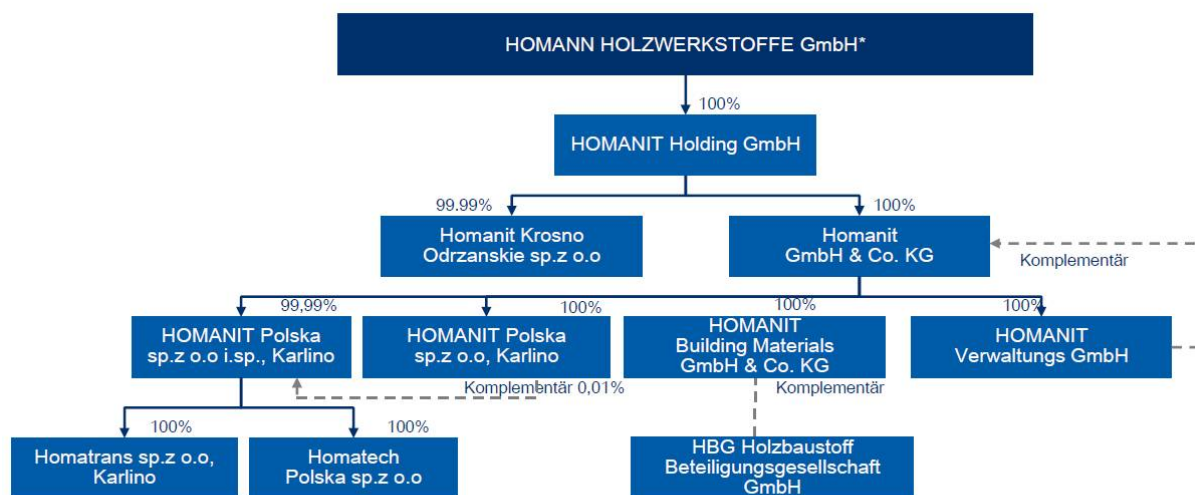 HOMANN HOLZWERKSTOFFE GmbH*
100%
HOMANIT Holding GmbH
99.99%
100%
Homanit Krosno
Odrzanskie sp.z o.o
Homanit
GmbH & Co. KG
Komplementär
99,99%
100%
100%
100%
HOMANIT Polska
sp.z o.o i.sp., Karlino
HOMANIT Polska
sp.z o.o, Karlino
HOMANIT
Building Materials
GmbH & Co. KG
HOMANIT
Verwaltungs GmbH
Komplementär 0,01%
Komplementär
100%
100%
Homatrans sp.z o.o,
Karlino
Homatech
Polska sp.z o.o
HBG Holzbaustoff
Beteiligungsgesellschaft
GmbH